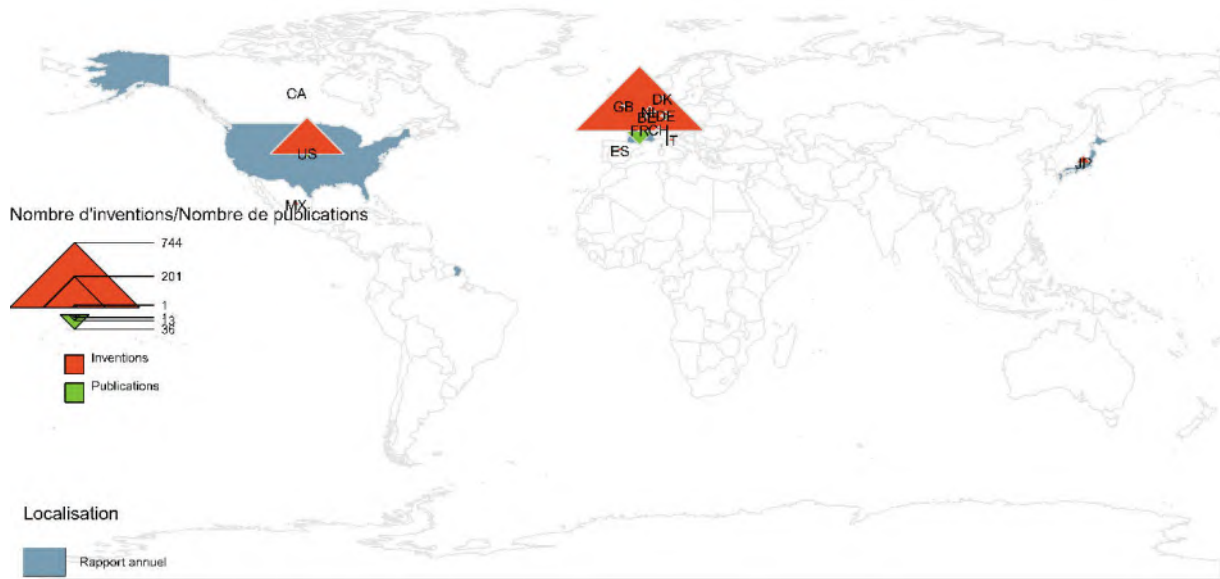 CA
GB
DK
NL
BE
DE
US
FR
CH
IT
ES
JP
MX
Nombre d'inventions/Nombre de publications
744
201
1
1
13
36
Inventions
Publications
Localisation
Rapport annuel